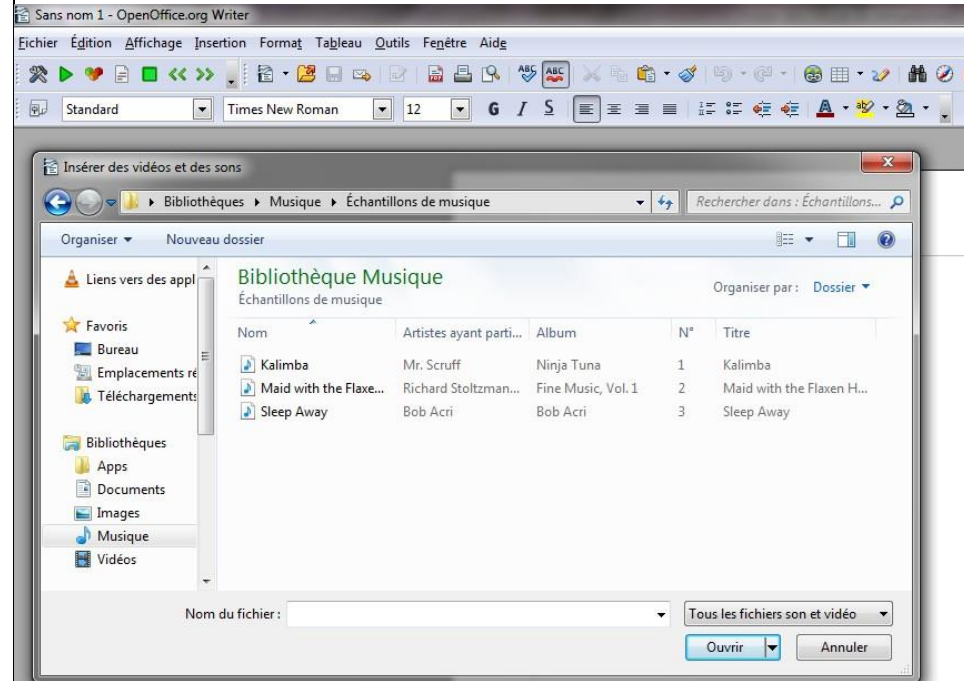 Sans nom 1 - OpenOffice.org Writer
Fichier Édition Affichage Insertion Format Tableau Outils Fenêtre Aide
Standard Times New Roman 12 G I S
Insérer des vidéos et des sons
Bibliothèques Musique Échantillons de musique Rechercher dans : Échantillons...
Organiser Nouveau dossier
Liens vers des appl
Favoris
Bureau
Emplacements ré
Téléchargements
Bibliothèques
Apps
Documents
Images
Musique
Vidéos
Bibliothèque Musique
Échantillons de musique
Organiser par : Dossier
Nom Artistes ayant parti... Album N° Titre
Kalimba Mr. Scruff Ninja Tuna 1 Kalimba
Maid with the Flaxe... Richard Stoltzman... Fine Music, Vol. 1 2 Maid with the Flaxen H...
Sleep Away Bob Acri Bob Acri 3 Sleep Away
Nom du fichier : Tous les fichiers son et vidéo
Ouvrir Annuler